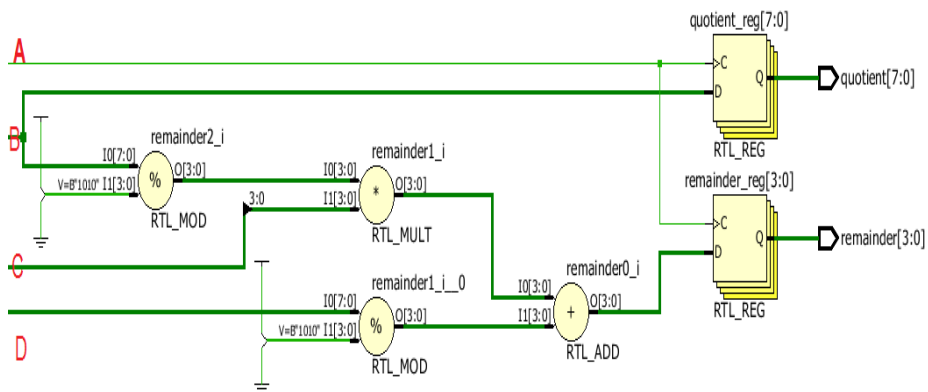 quotient_reg[7:0]
A
C
Q
quotient[7:0]
D
B
remainder2_i
RTL_REG
I0[7:0]
O[3:0]
remainder1_i
V=B"1010" I1[3:0]
%
I0[3:0]
O[3:0]
remainder_reg[3:0]
3:0
I1[3:0]
*
RTL_MOD
RTL_MULT
C
Q
remainder[3:0]
D
C
remainder1_i__0
remainder0_i
I0[7:0]
O[3:0]
I0[3:0]
O[3:0]
RTL_REG
V=B"1010" I1[3:0]
%
I1[3:0]
+
D
RTL_MOD
RTL_ADD